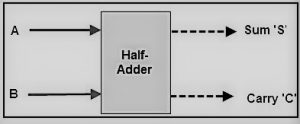 A
Sum 'S'
Half-
Adder
B
Carry 'C'